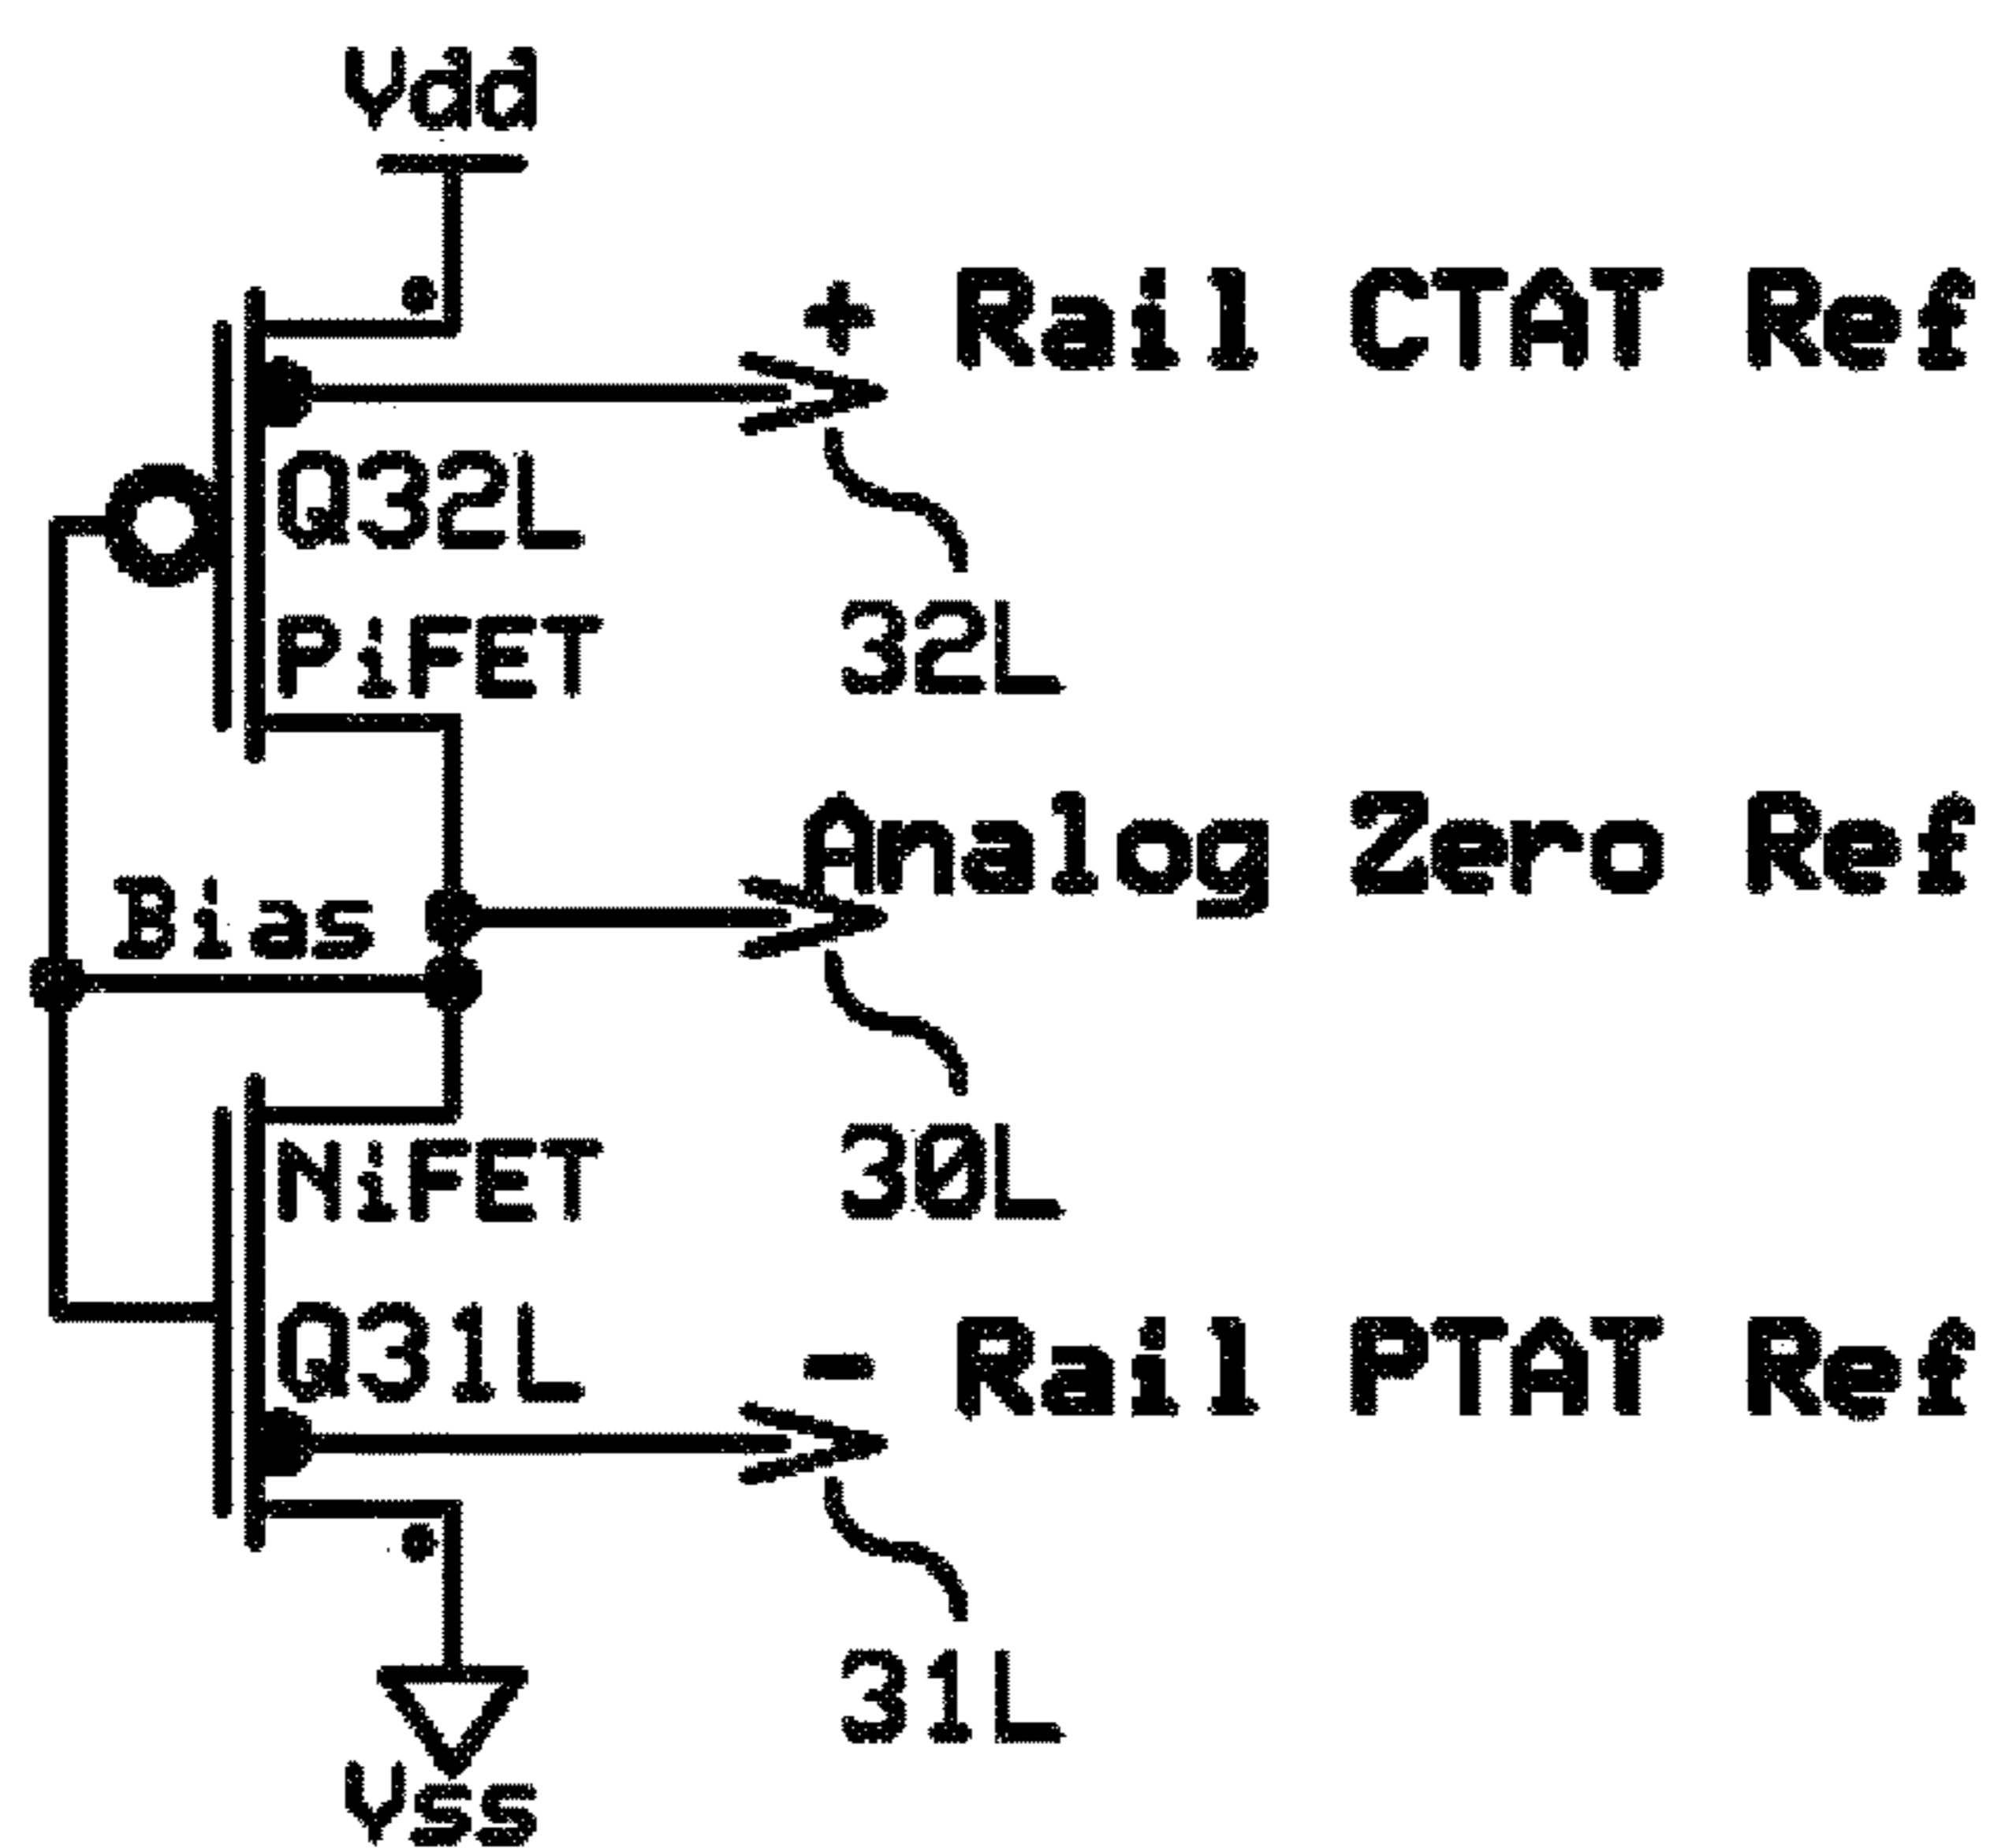 Vdd
+ Rail CTAT Ref
Q32L
PiFET
32L
Analog Zero Ref
Bias
NiFET
30L
Q31L
- Rail PTAT Ref
31L
Vss